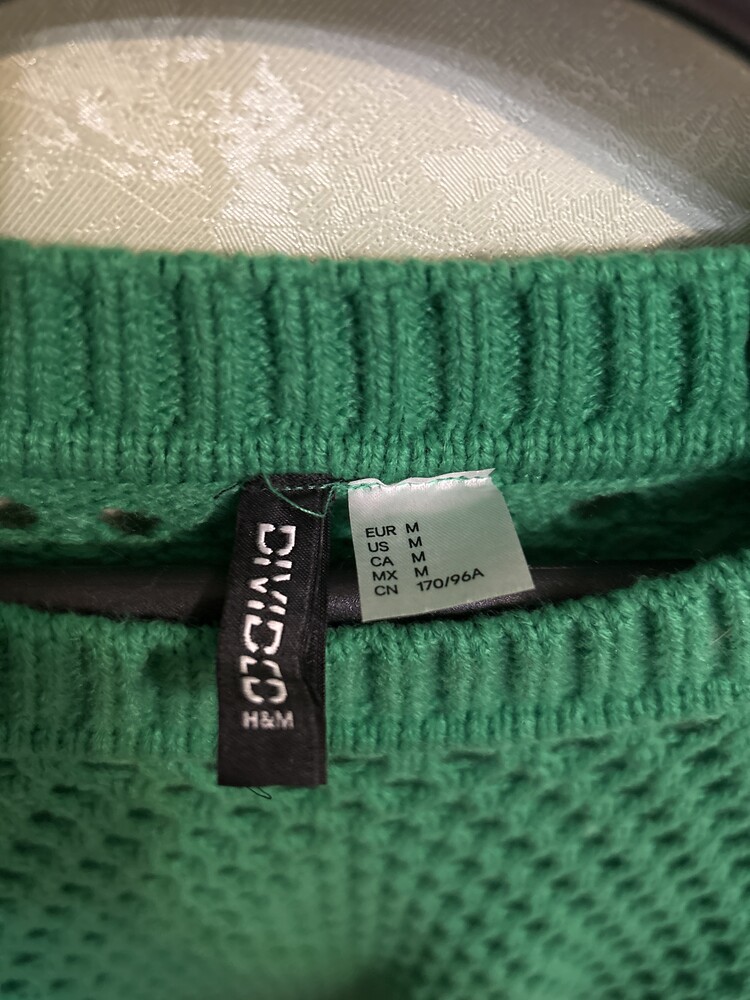 DIVIDED
H&M
EUR M
US M
CA M
MX M
CN 170/96A